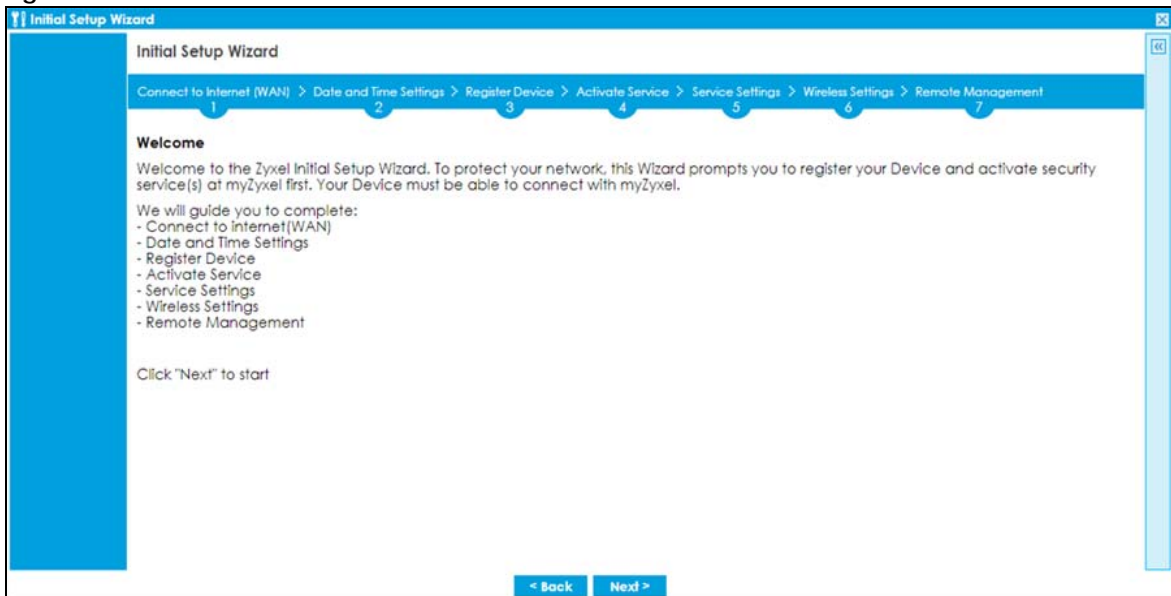 Initial Setup Wizard
Initial Setup Wizard
Connect to Internet (WAN) > Date and Time Settings > Register Device > Activate Service > Service Settings > Wireless Settings > Remote Management
1 2 3 4 5 6 7
Welcome
Welcome to the Zyxel Initial Setup Wizard. To protect your network, this Wizard prompts you to register your Device and activate security
service(s) at myZyxel first. Your Device must be able to connect with myZyxel.
We will guide you to complete:
- Connect to internet(WAN)
- Date and Time Settings
- Register Device
- Activate Service
- Service Settings
- Wireless Settings
- Remote Management
Click "Next" to start
< Back Next >